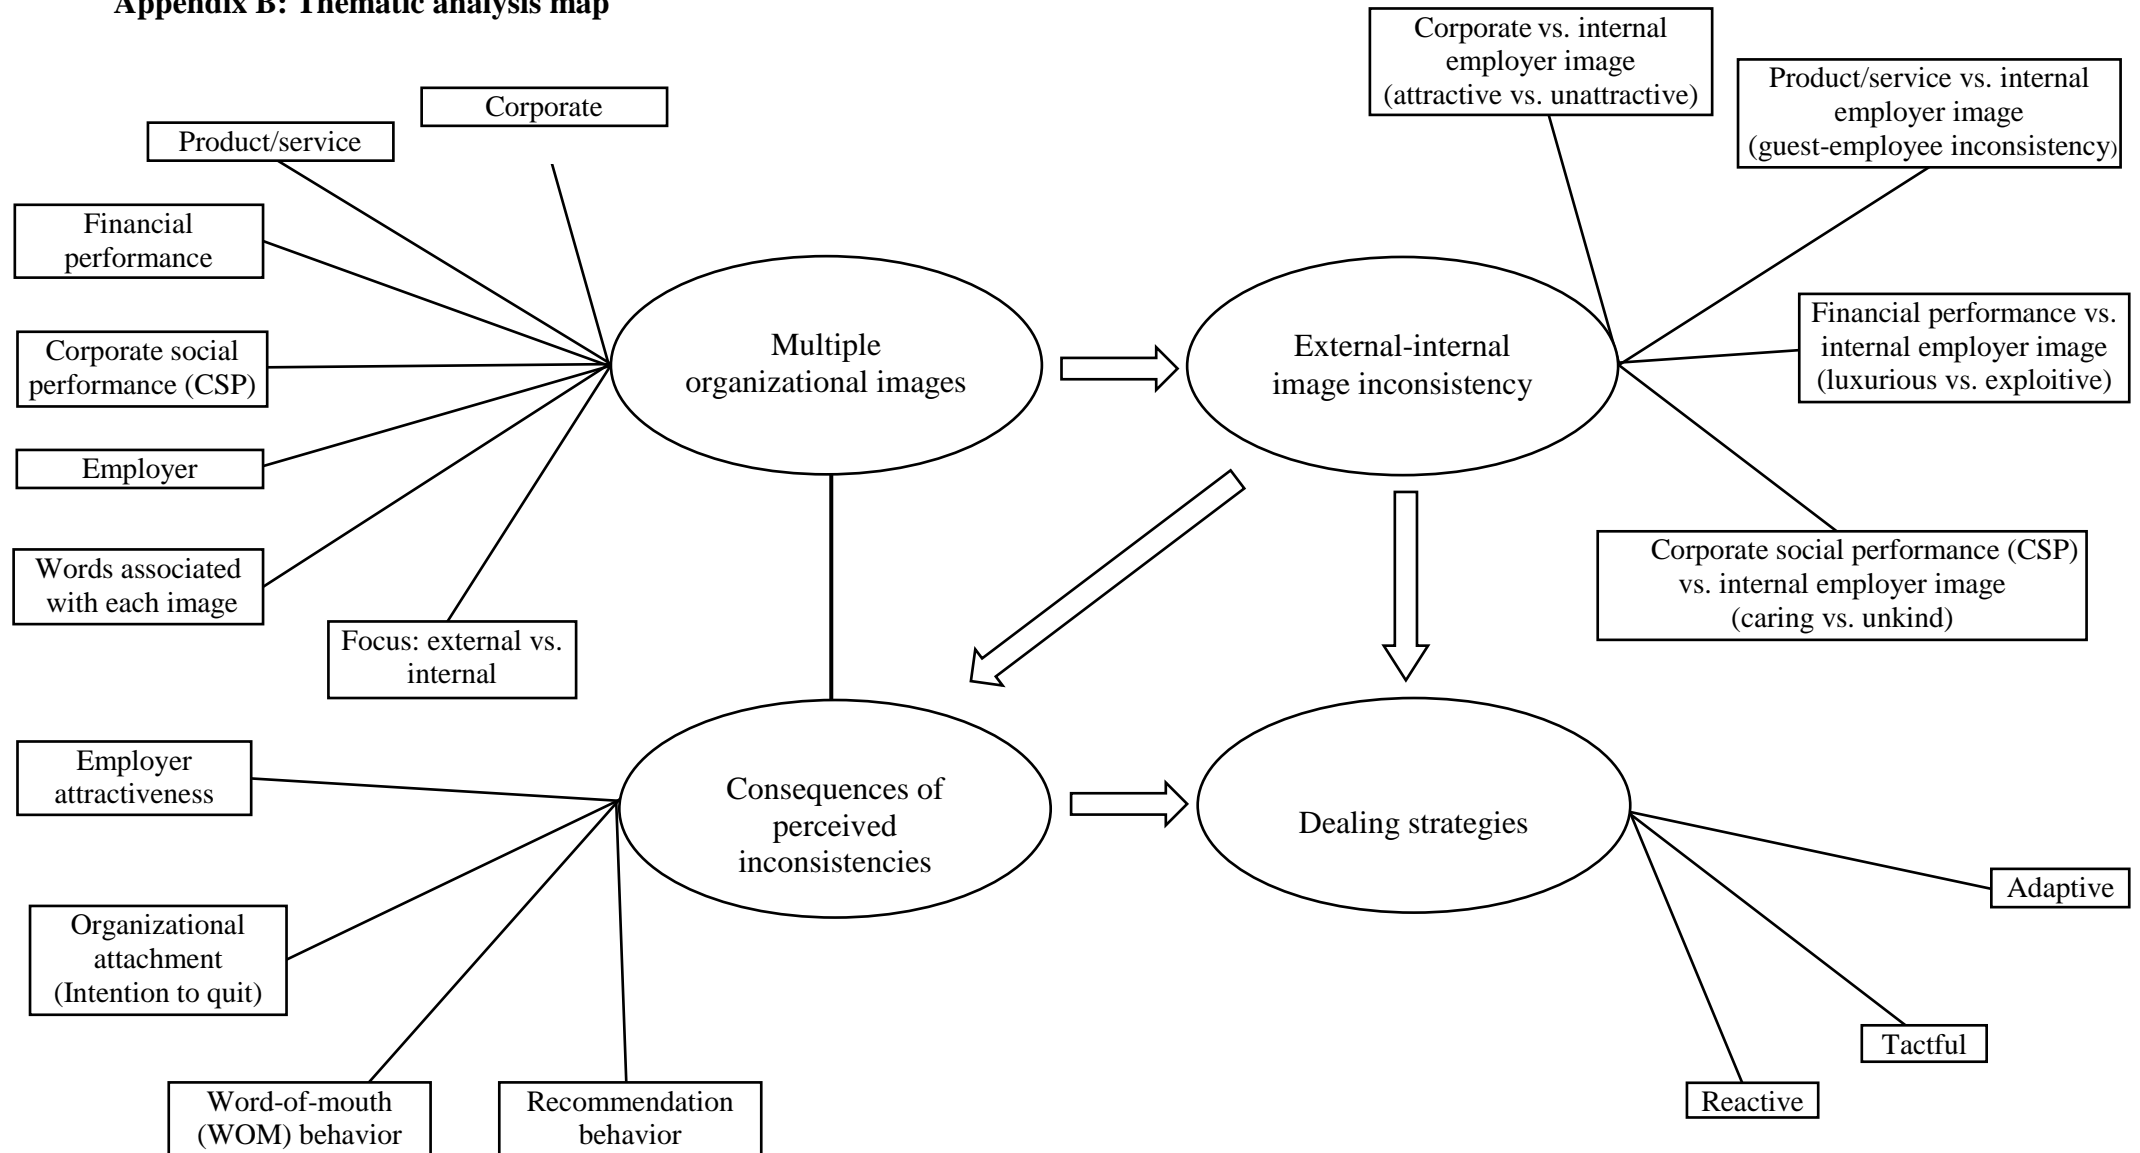 Appendix B: Thematic analysis map
Corporate
Product/service
Financial
performance
Corporate social
performance (CSP)
Employer
Words associated
with each image
Focus: external vs.
internal
Multiple
organizational images
External-internal
image inconsistency
Corporate vs. internal
employer image
(attractive vs. unattractive)
Product/service vs. internal
employer image
(guest-employee inconsistency)
Financial performance vs.
internal employer image
(luxurious vs. exploitive)
Corporate social performance (CSP)
vs. internal employer image
(caring vs. unkind)
Consequences of
perceived
inconsistencies
Employer
attractiveness
Organizational
attachment
(Intention to quit)
Word-of-mouth
(WOM) behavior
Recommendation
behavior
Dealing strategies
Adaptive
Tactful
Reactive